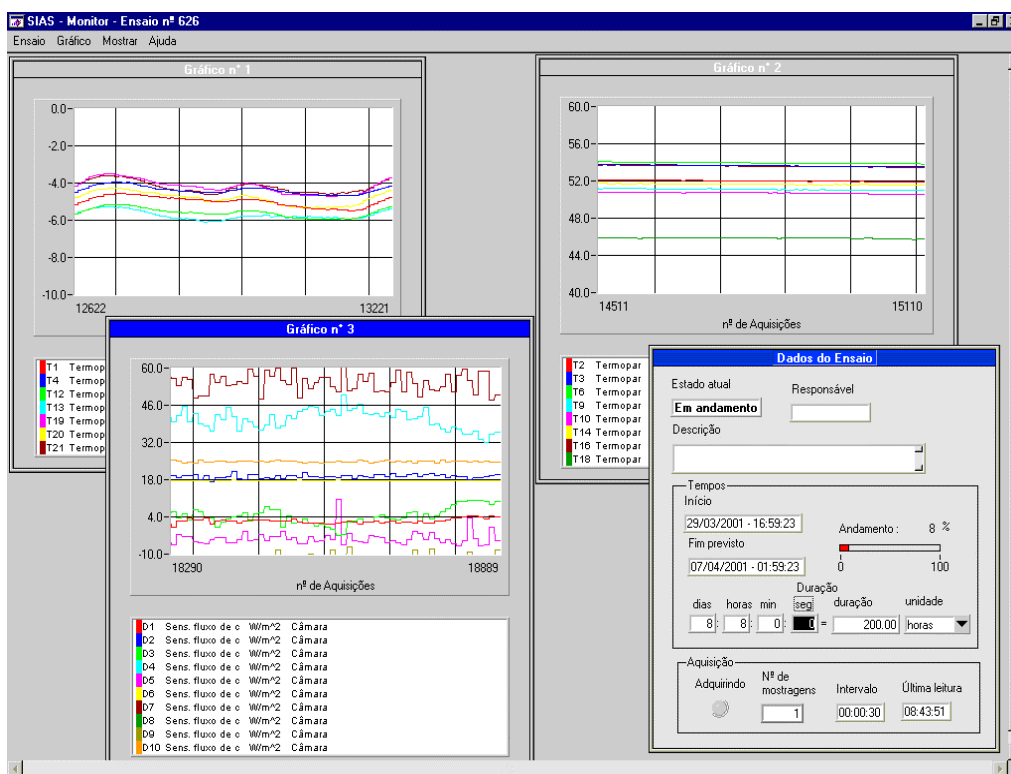 SIAS - Monitor - Ensaio nº 626
Ensaio Gráfico Mostrar Ajuda
Gráfico n° 1
0.0
-2.0
-4.0
-6.0
-8.0
-10.0
12622 13221
T1 Termop
T4 Termop
T12 Termop
T13 Termop
T19 Termop
T20 Termop
T21 Termop
Gráfico n° 2
60.0
56.0
52.0
48.0
44.0
40.0
14511 15110
nº de Aquisições
T2 Termopar
T3 Termopar
T6 Termopar
T9 Termopar
T10 Termopar
T14 Termopar
T16 Termopar
T18 Termopar
Gráfico n° 3
60.0
46.0
32.0
18.0
4.0
-10.0
18290 18889
nº de Aquisições
D1 Sens. fluxo de c W/m^2 Câmara
D2 Sens. fluxo de c W/m^2 Câmara
D3 Sens. fluxo de c W/m^2 Câmara
D4 Sens. fluxo de c W/m^2 Câmara
D5 Sens. fluxo de c W/m^2 Câmara
D6 Sens. fluxo de c W/m^2 Câmara
D7 Sens. fluxo de c W/m^2 Câmara
D8 Sens. fluxo de c W/m^2 Câmara
D9 Sens. fluxo de c W/m^2 Câmara
D10 Sens. fluxo de c W/m^2 Câmara
Dados do Ensaio
Estado atual Responsável
Em andamento
Descrição
Tempos
Início
29/03/2001 - 16:59:23
Andamento : 8 %
Fim previsto
07/04/2001 - 01:59:23
0 100
Duração
dias horas min seg duração unidade
8 : 8 : 0 : 0 = 200.00 horas
Aquisição
Adquirindo Nº de mostragens Intervalo Última leitura
1 00:00:30 08:43:51